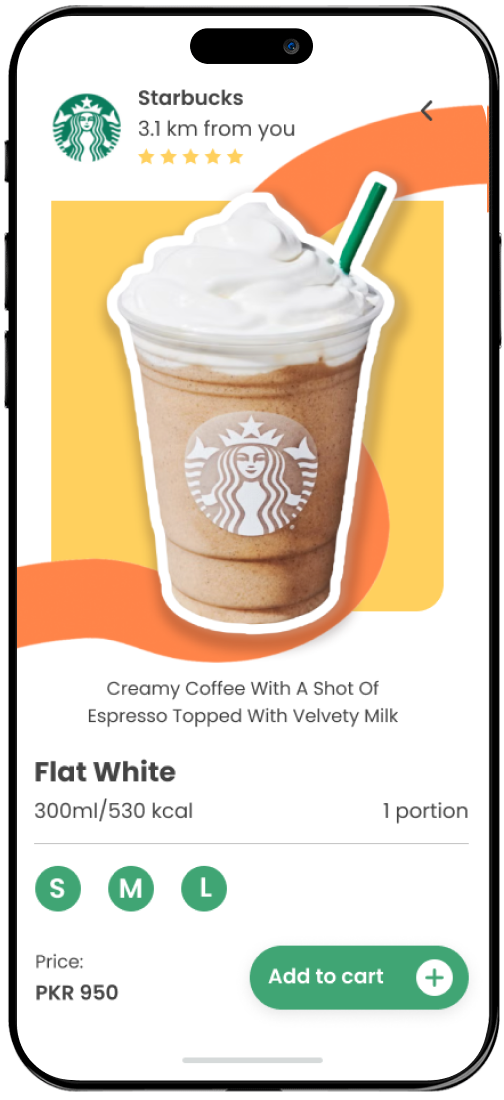 Starbucks
3.1 km from you
Creamy Coffee With A Shot Of
Espresso Topped With Velvety Milk
Flat White
300ml/530 kcal
1 portion
S M L
Price:
PKR 950
Add to cart